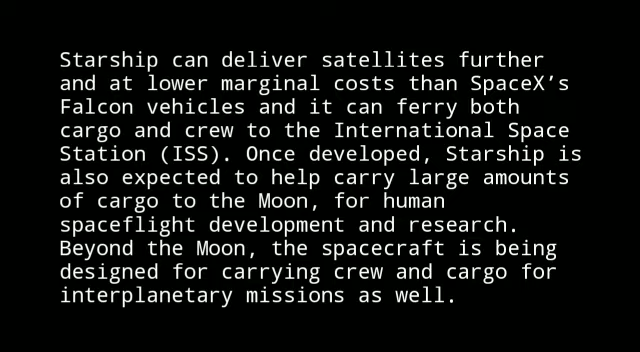 Starship can deliver satellites further
and at lower marginal costs than SpaceX’s
Falcon vehicles and it can ferry both
cargo and crew to the International Space
Station (ISS). Once developed, Starship is
also expected to help carry large amounts
of cargo to the Moon, for human
spaceflight development and research.
Beyond the Moon, the spacecraft is being
designed for carrying crew and cargo for
interplanetary missions as well.